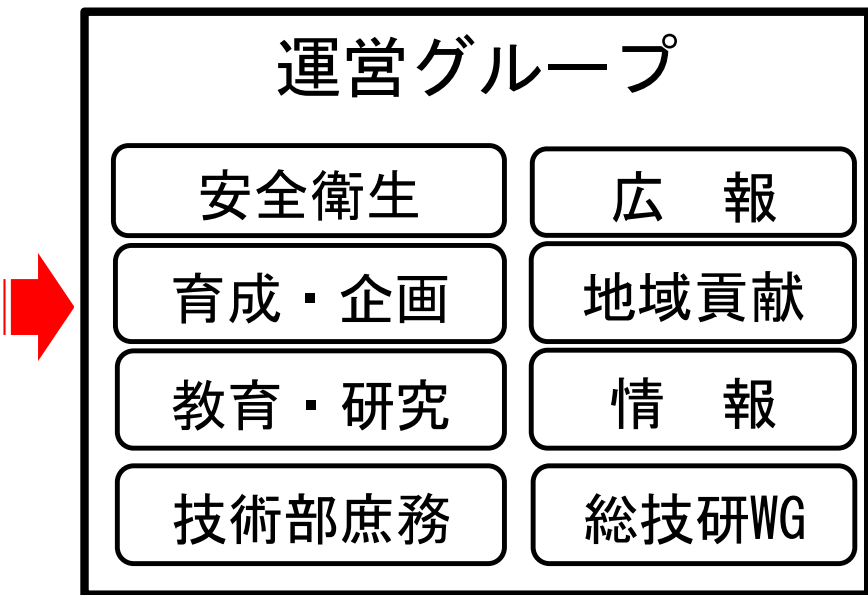 運営グループ
安全衛生
広　報
育成・企画
地域貢献
教育・研究
情　報
技術部庶務
総技研WG